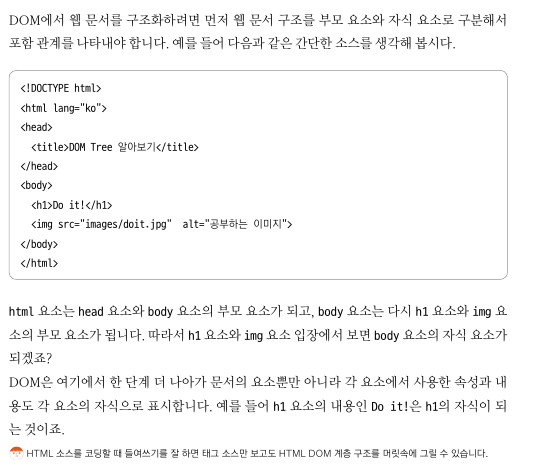 DOM에서 웹 문서를 구조화하려면 먼저 웹 문서 구조를 부모 요소와 자식 요소로 구분해서
포함 관계를 나타내야 합니다. 예를 들어 다음과 같은 간단한 소스를 생각해 봅시다.
<!DOCTYPE html>
<html lang="ko">
<head>
  <title>DOM Tree 알아보기</title>
</head>
<body>
  <h1>Do it!</h1>
  <img src="images/doit.jpg"  alt="공부하는 이미지">
</body>
</html>
html 요소는 head 요소와 body 요소의 부모 요소가 되고, body 요소는 다시 h1 요소와 img 요
소의 부모 요소가 됩니다. 따라서 h1 요소와 img 요소 입장에서 보면 body 요소의 자식 요소가
되겠죠?
DOM은 여기에서 한 단계 더 나아가 문서의 요소뿐만 아니라 각 요소에서 사용한 속성과 내
용도 각 요소의 자식으로 표시합니다. 예를 들어 h1 요소의 내용인 Do it!은 h1의 자식이 되
는 것이죠.
HTML 소스를 코딩할 때 들여쓰기를 잘 하면 태그 소스만 보고도 HTML DOM 계층 구조를 머릿속에 그릴 수 있습니다.